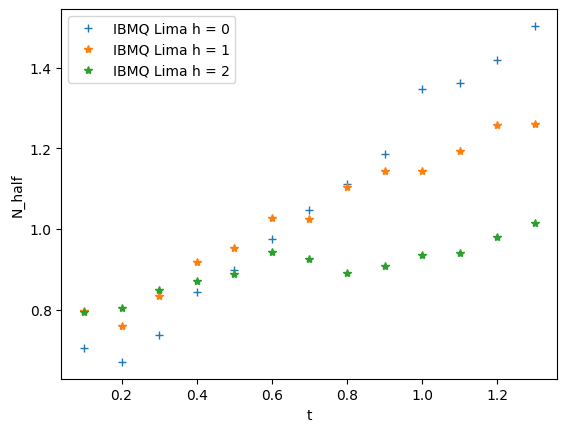 IBMQ Lima h = 0
IBMQ Lima h = 1
IBMQ Lima h = 2
1.4
1.2
1.0
0.8
N_half
0.2 0.4 0.6 0.8 1.0 1.2
t